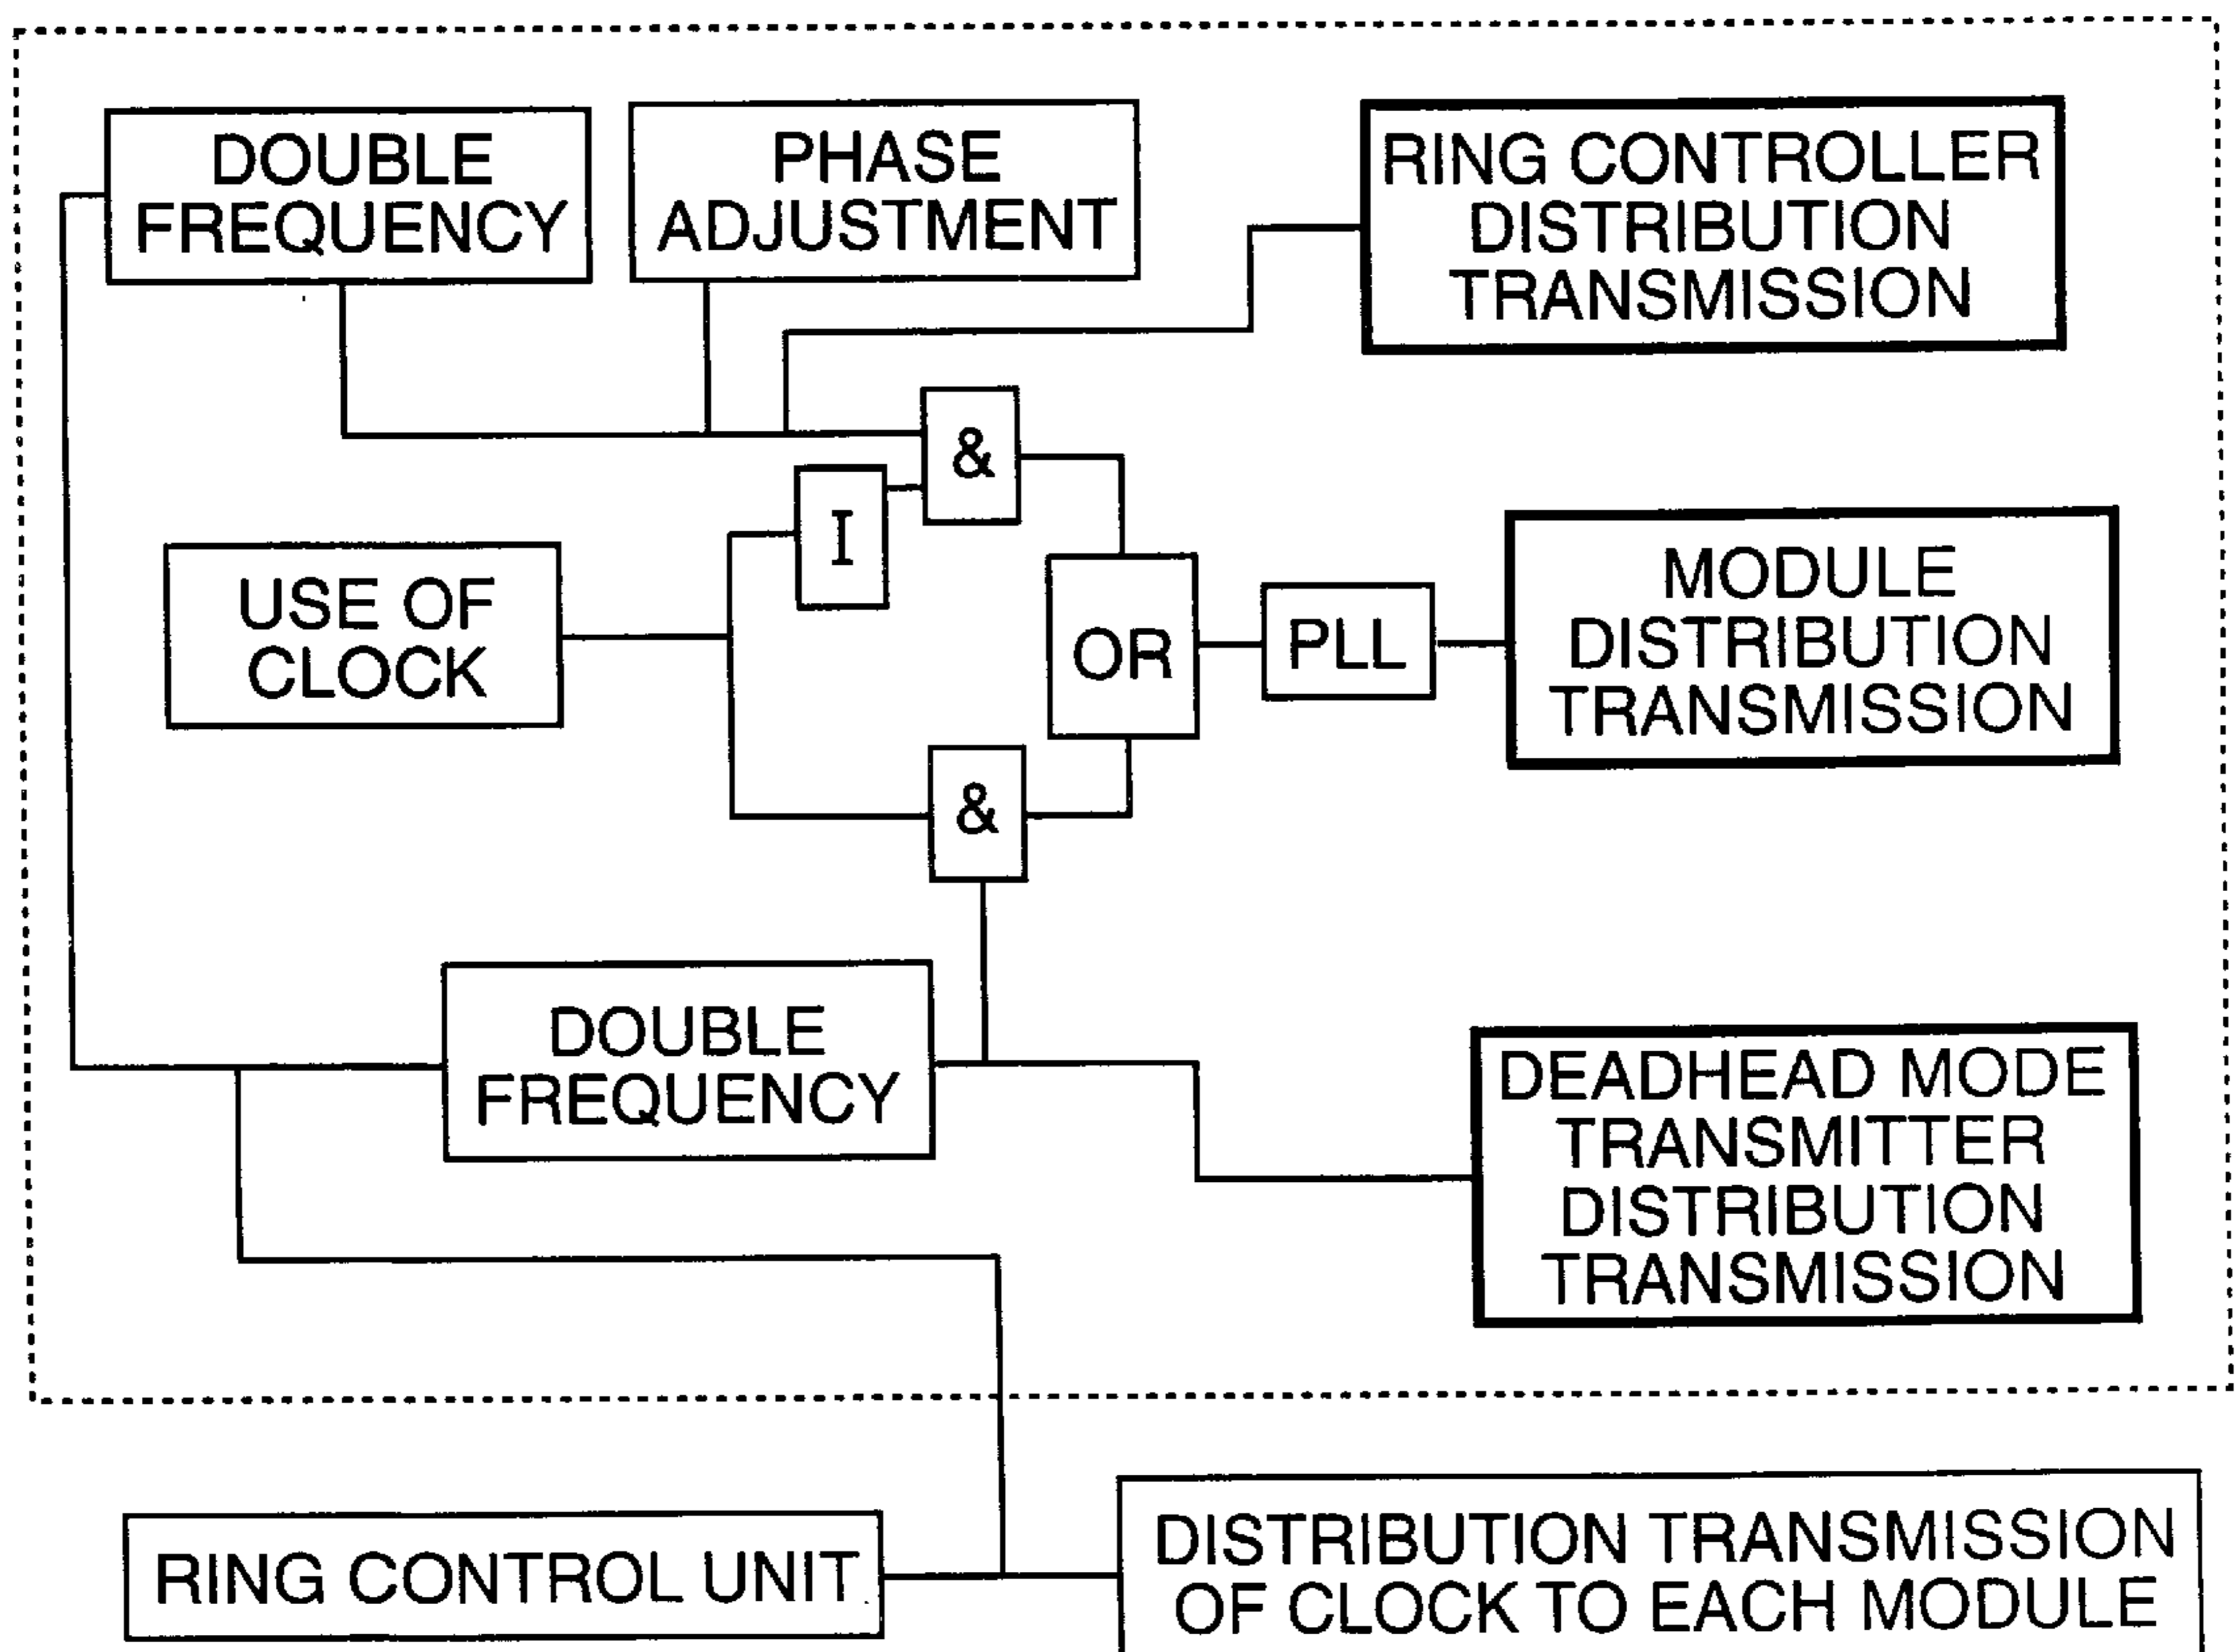 DOUBLE
FREQUENCY
PHASE
ADJUSTMENT
RING CONTROLLER
DISTRIBUTION
TRANSMISSION
&
I
USE OF
CLOCK
OR
PLL
MODULE
DISTRIBUTION
TRANSMISSION
&
DOUBLE
FREQUENCY
DEADHEAD MODE
TRANSMITTER
DISTRIBUTION
TRANSMISSION
RING CONTROL UNIT
DISTRIBUTION TRANSMISSION
OF CLOCK TO EACH MODULE